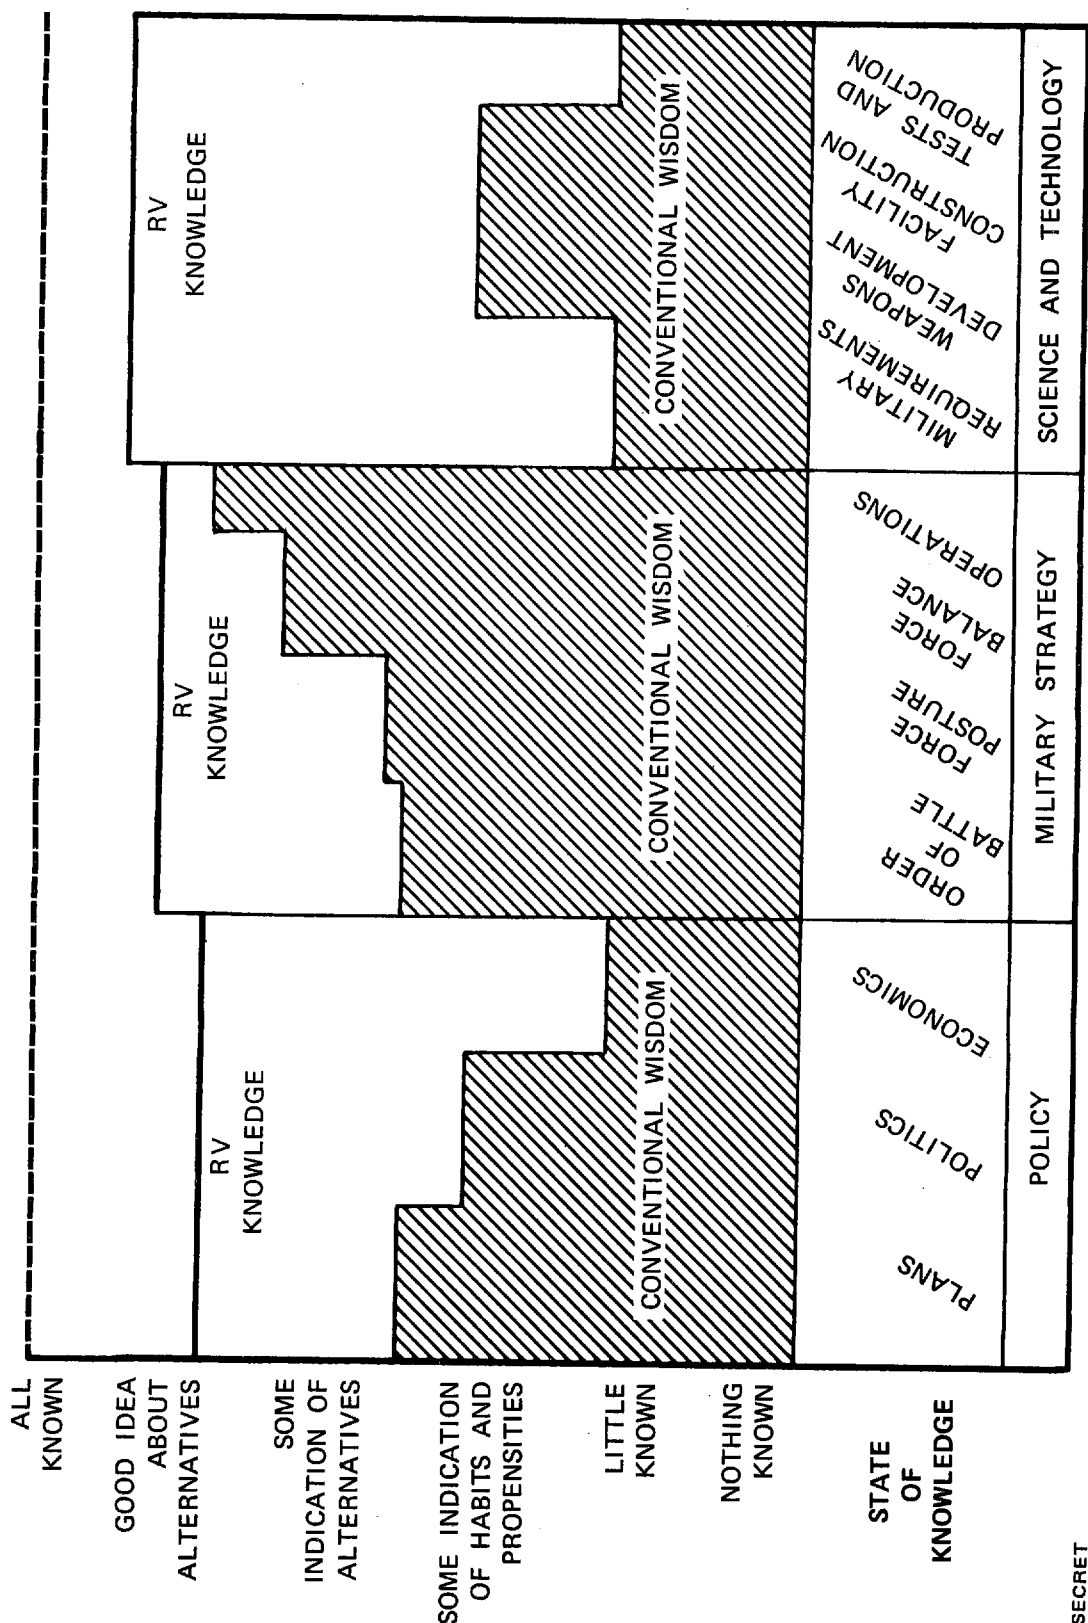 ALL
KNOWN
GOOD IDEA
ABOUT
ALTERNATIVES
SOME
INDICATION OF
ALTERNATIVES
SOME INDICATION
OF HABITS AND
PROPENSITIES
LITTLE
KNOWN
NOTHING
KNOWN
STATE
OF
KNOWLEDGE
RV
KNOWLEDGE
CONVENTIONAL WISDOM
PLANS
POLITICS
ECONOMICS
POLICY
RV
KNOWLEDGE
CONVENTIONAL WISDOM
ORDER
OF
BATTLE
FORCE
POSTURE
FORCE
BALANCE
OPERATIONS
MILITARY STRATEGY
RV
KNOWLEDGE
CONVENTIONAL WISDOM
MILITARY
REQUIREMENTS
WEAPONS
DEVELOPMENT
FACILITY
CONSTRUCTION
TESTS AND
PRODUCTION
SCIENCE AND TECHNOLOGY
SECRET